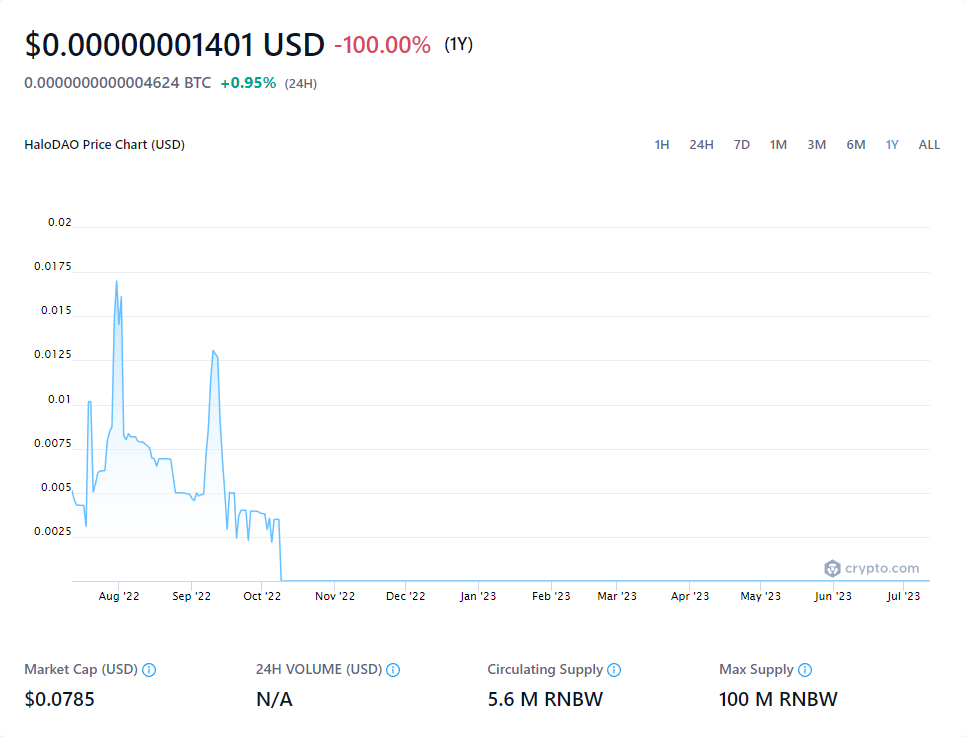 $0.00000001401 USD -100.00% (1Y)
0.0000000000004624 BTC +0.95% (24H)
HaloDAO Price Chart (USD) 1H 24H 7D 1M 3M 6M 1Y ALL
0.02
0.0175
0.015
0.0125
0.01
0.0075
0.005
0.0025
crypto.com
Aug '22 Sep '22 Oct '22 Nov '22 Dec '22 Jan '23 Feb '23 Mar '23 Apr '23 May '23 Jun '23 Jul '23
Market Cap (USD) 24H VOLUME (USD) Circulating Supply Max Supply
$0.0785 N/A 5.6 M RNBW 100 M RNBW